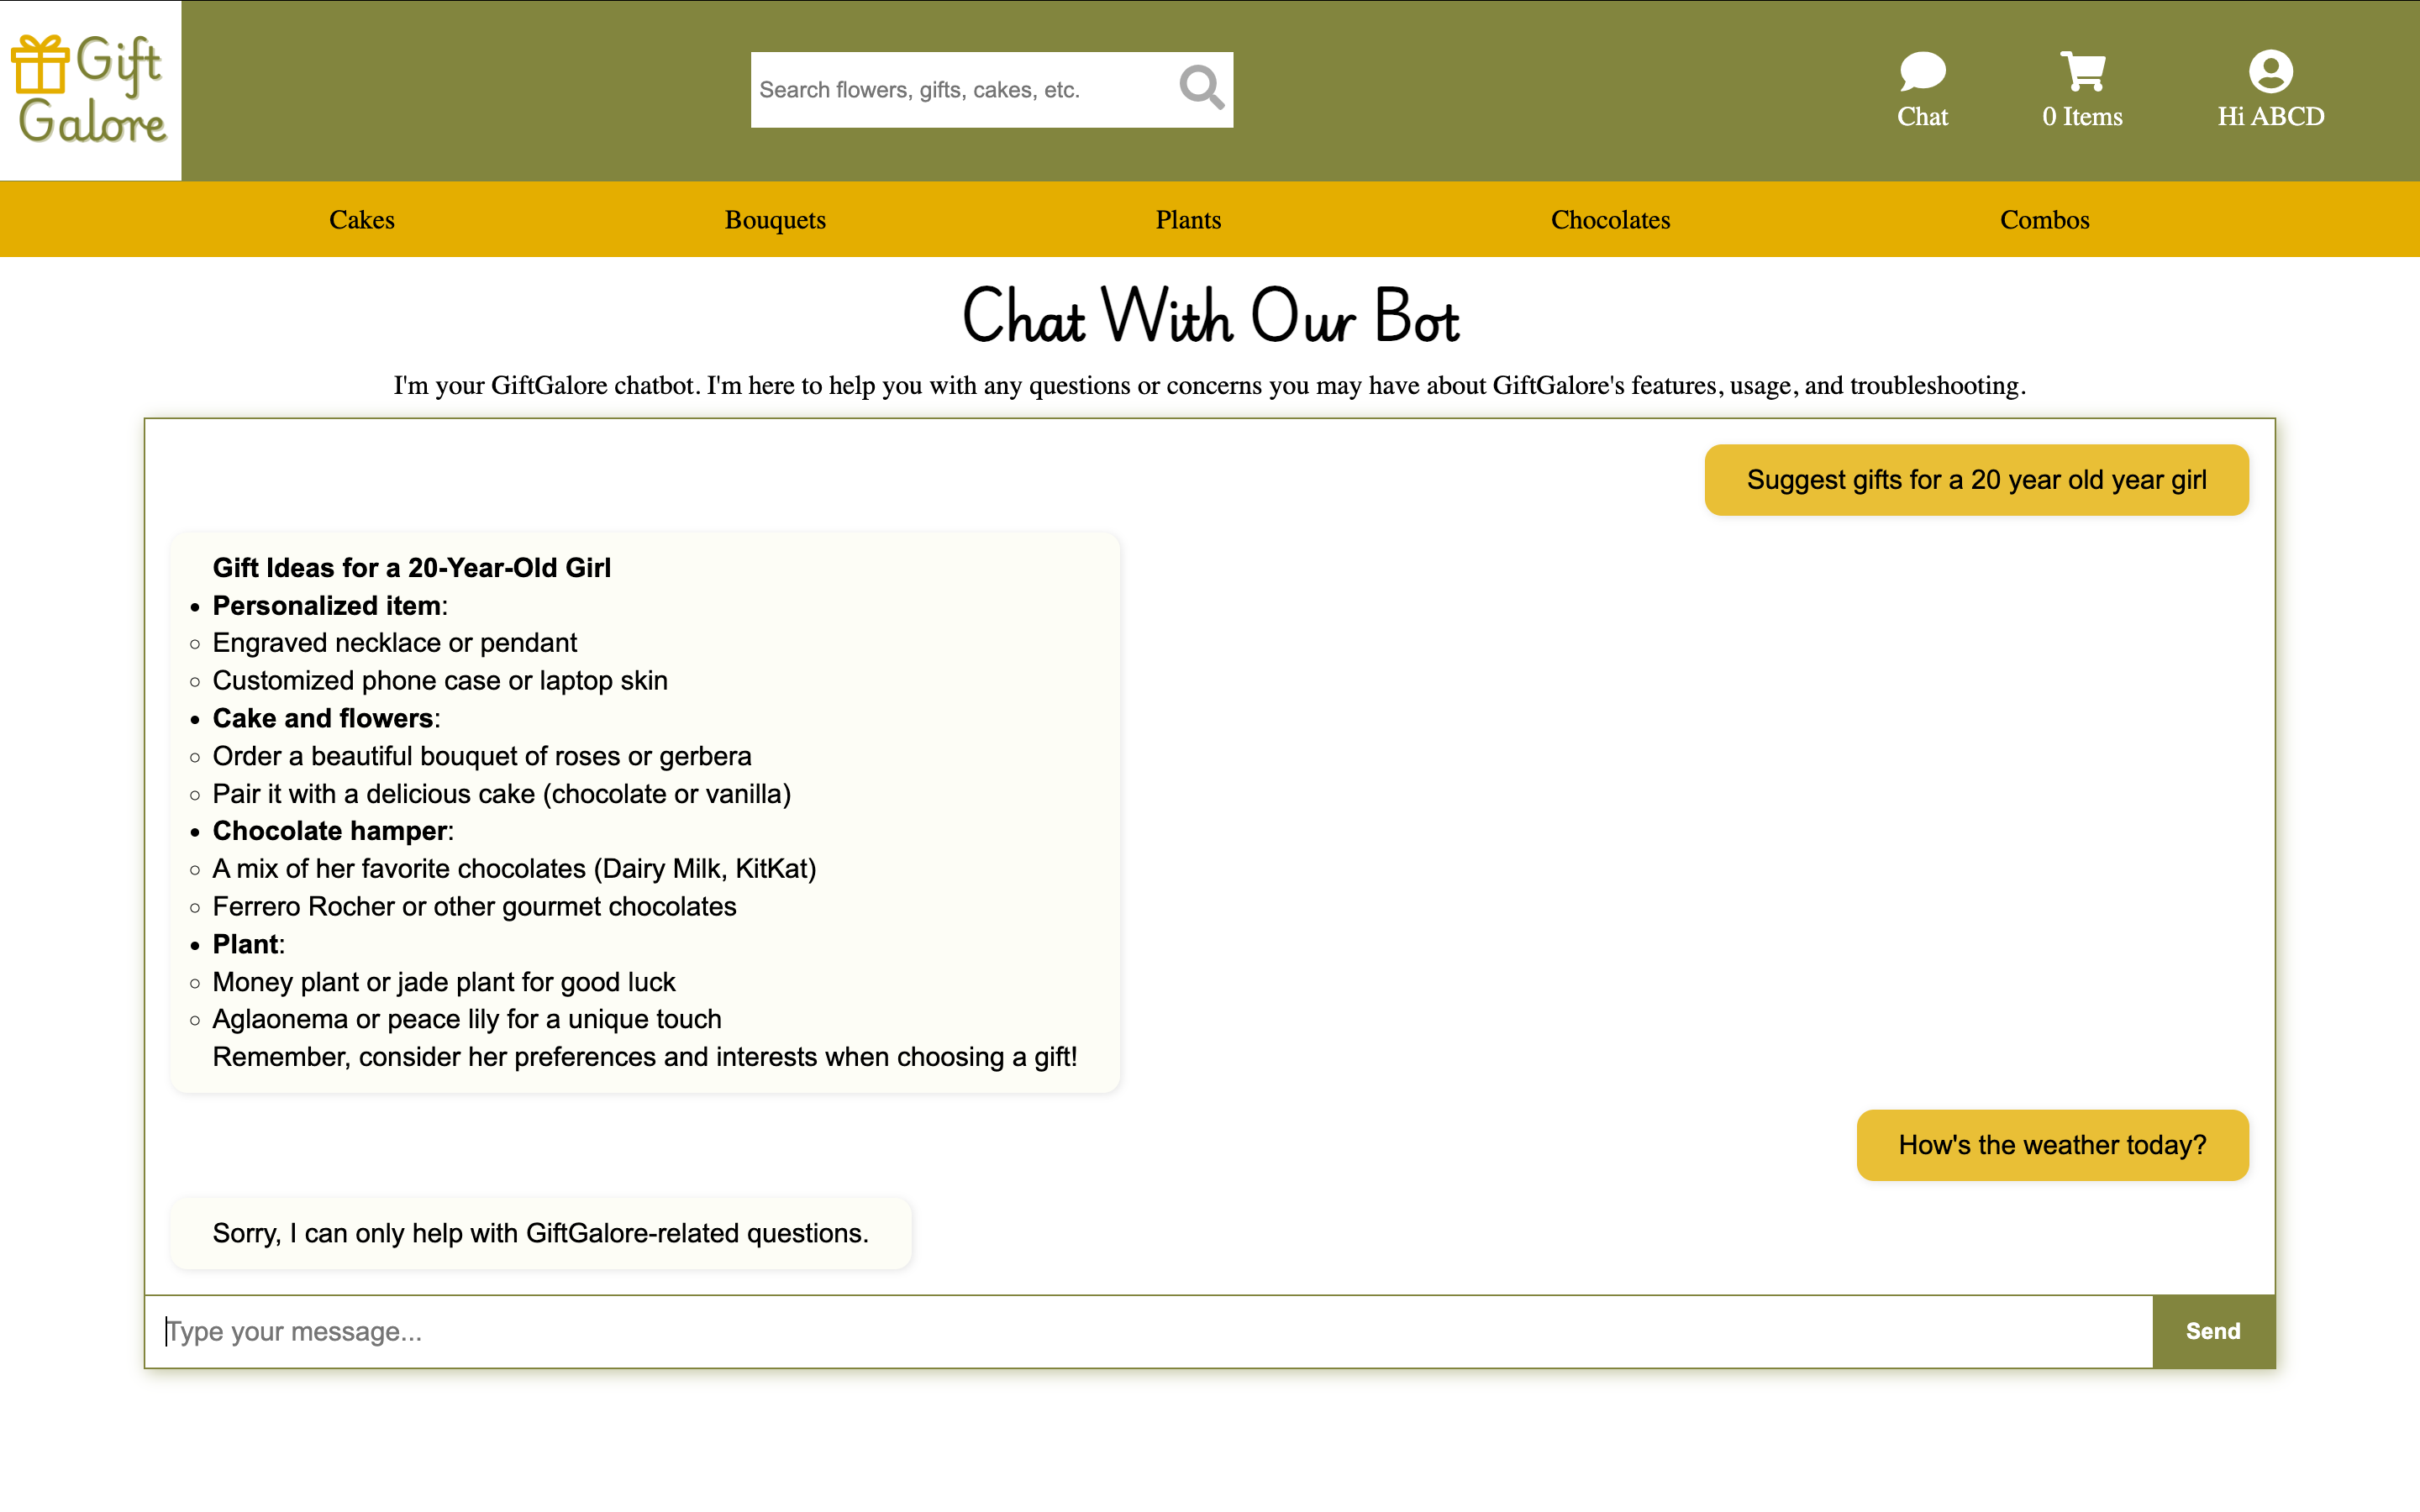 Gift
Galore
Search flowers, gifts, cakes, etc.
Chat
0 Items
Hi ABCD
Cakes
Bouquets
Plants
Chocolates
Combos
Chat With Our Bot
I'm your GiftGalore chatbot. I'm here to help you with any questions or concerns you may have about GiftGalore's features, usage, and troubleshooting.
Suggest gifts for a 20 year old year girl
Gift Ideas for a 20-Year-Old Girl
• Personalized item:
◦ Engraved necklace or pendant
◦ Customized phone case or laptop skin
• Cake and flowers:
◦ Order a beautiful bouquet of roses or gerbera
◦ Pair it with a delicious cake (chocolate or vanilla)
• Chocolate hamper:
◦ A mix of her favorite chocolates (Dairy Milk, KitKat)
◦ Ferrero Rocher or other gourmet chocolates
• Plant:
◦ Money plant or jade plant for good luck
◦ Aglaonema or peace lily for a unique touch
Remember, consider her preferences and interests when choosing a gift!
How's the weather today?
Sorry, I can only help with GiftGalore-related questions.
Type your message...
Send